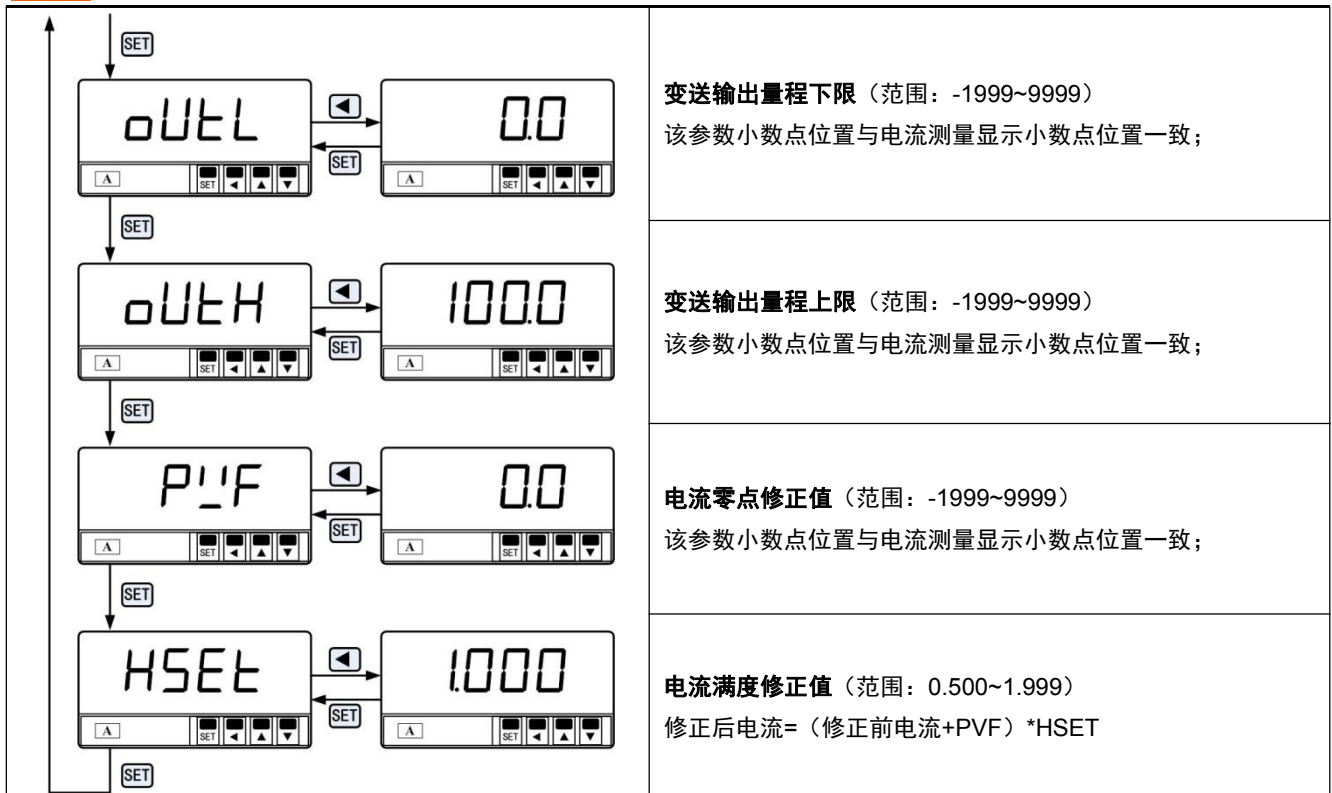 SET
oUtL
◀
0.0
变送输出量程下限（范围：-1999~9999）
该参数小数点位置与电流测量显示小数点位置一致；
SET
A
SET ◀ ▲ ▼
A
SET ◀ ▲ ▼
SET
oUtH
◀
100.0
变送输出量程上限（范围：-1999~9999）
该参数小数点位置与电流测量显示小数点位置一致；
SET
A
SET ◀ ▲ ▼
A
SET ◀ ▲ ▼
SET
PVF
◀
0.0
电流零点修正值（范围：-1999~9999）
该参数小数点位置与电流测量显示小数点位置一致；
SET
A
SET ◀ ▲ ▼
A
SET ◀ ▲ ▼
SET
HSEt
◀
1.000
电流满度修正值（范围：0.500~1.999）
修正后电流=（修正前电流+PVF）*HSET
SET
A
SET ◀ ▲ ▼
A
SET ◀ ▲ ▼
SET